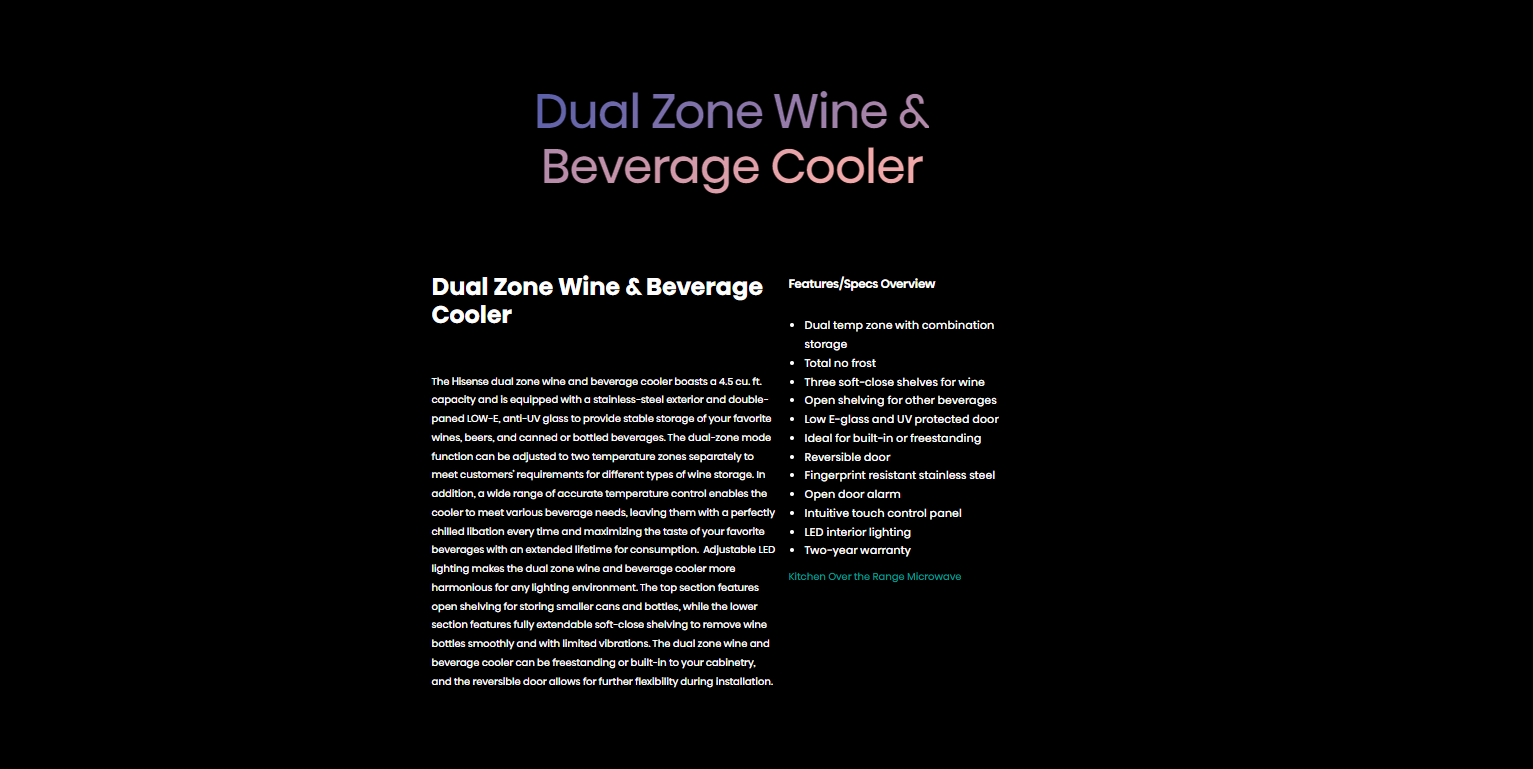 Dual Zone Wine &
Beverage Cooler
Dual Zone Wine & Beverage
Cooler
The Hisense dual zone wine and beverage cooler boasts a 4.5 cu. ft.
capacity and is equipped with a stainless-steel exterior and double-
paned LOW-E, anti-UV glass to provide stable storage of your favorite
wines, beers, and canned or bottled beverages. The dual-zone mode
function can be adjusted to two temperature zones separately to
meet customers' requirements for different types of wine storage. In
addition, a wide range of accurate temperature control enables the
cooler to meet various beverage needs, leaving them with a perfectly
chilled libation every time and maximizing the taste of your favorite
beverages with an extended lifetime for consumption.  Adjustable LED
lighting makes the dual zone wine and beverage cooler more
harmonious for any lighting environment. The top section features
open shelving for storing smaller cans and bottles, while the lower
section features fully extendable soft-close shelving to remove wine
bottles smoothly and with limited vibrations. The dual zone wine and
beverage cooler can be freestanding or built-in to your cabinetry,
and the reversible door allows for further flexibility during installation.
Features/Specs Overview
• Dual temp zone with combination
storage
• Total no frost
• Three soft-close shelves for wine
• Open shelving for other beverages
• Low E-glass and UV protected door
• Ideal for built-in or freestanding
• Reversible door
• Fingerprint resistant stainless steel
• Open door alarm
• Intuitive touch control panel
• LED interior lighting
• Two-year warranty
Kitchen Over the Range Microwave